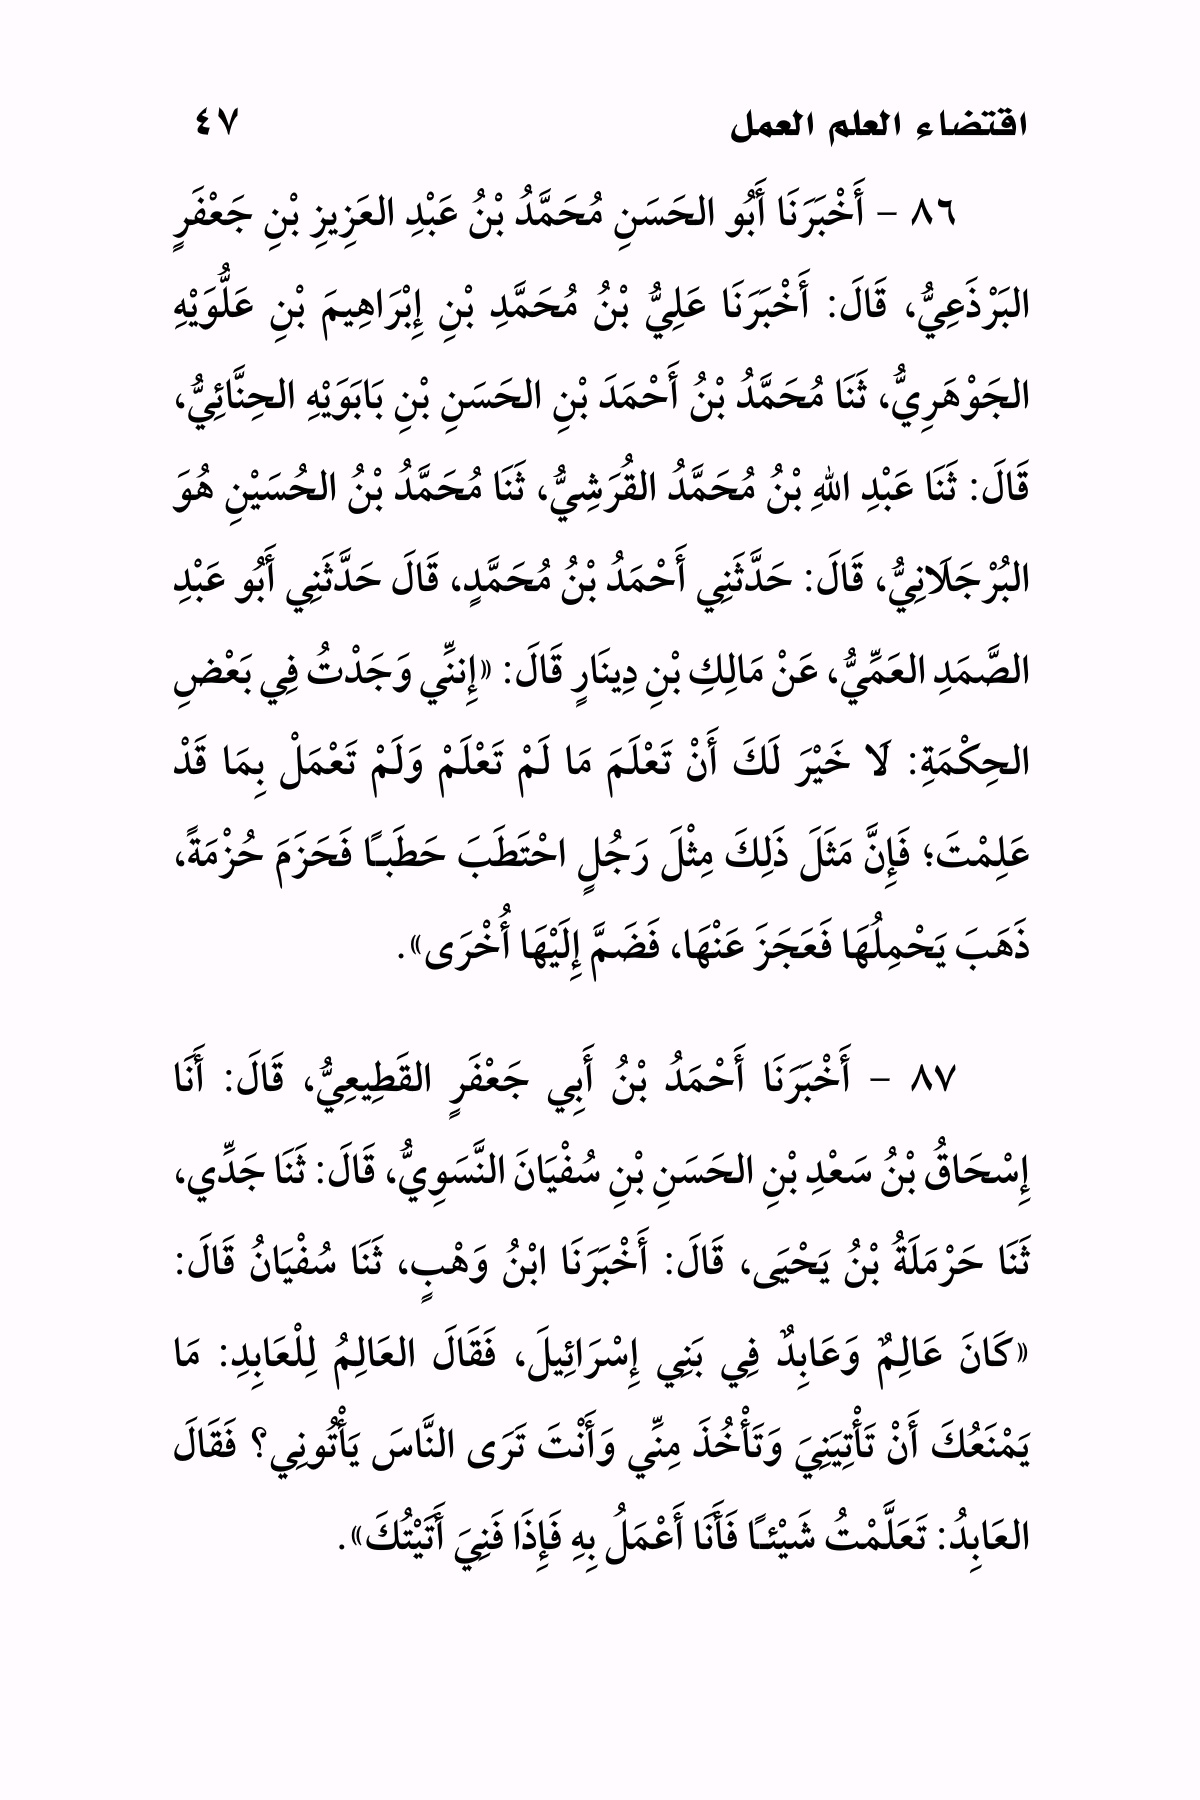 اقتضاء العلم العمل ٤٧
٨٦ – أَخْبَرَنَا أَبُو الحَسَنِ مُحَمَّدُ بْنُ عَبْدِ العَزِيزِ بْنِ جَعْفَرٍ
البَرْذَعِيُّ، قَالَ: أَخْبَرَنَا عَلِيُّ بْنُ مُحَمَّدِ بْنِ إِبْرَاهِيمَ بْنِ عَلُّوَيْهِ
الجَوْهَرِيُّ، ثَنَا مُحَمَّدُ بْنُ أَحْمَدَ بْنِ الحَسَنِ بْنِ بَابَوَيْهِ الحِنَّائِيُّ،
قَالَ: ثَنَا عَبْدِ اللهِ بْنُ مُحَمَّدُ القُرَشِيُّ، ثَنَا مُحَمَّدُ بْنُ الحُسَيْنِ هُوَ
البُرْجَلَانِيُّ، قَالَ: حَدَّثَنِي أَحْمَدُ بْنُ مُحَمَّدٍ، قَالَ حَدَّثَنِي أَبُو عَبْدِ
الصَّمَدِ العَمِّيُّ، عَنْ مَالِكِ بْنِ دِينَارٍ قَالَ: «إِننِّي وَجَدْتُ فِي بَعْضِ
الحِكْمَةِ: لَا خَيْرَ لَكَ أَنْ تَعْلَمَ مَا لَمْ تَعْلَمْ وَلَمْ تَعْمَلْ بِمَا قَدْ
عَلِمْتَ؛ فَإِنَّ مَثَلَ ذَلِكَ مِثْلَ رَجُلٍ احْتَطَبَ حَطَبًا فَحَزَمَ حُزْمَةً،
ذَهَبَ يَحْمِلُهَا فَعَجَزَ عَنْهَا، فَضَمَّ إِلَيْهَا أُخْرَى».
٨٧ – أَخْبَرَنَا أَحْمَدُ بْنُ أَبِي جَعْفَرٍ القَطِيعِيُّ، قَالَ: أَنَا
إِسْحَاقُ بْنُ سَعْدِ بْنِ الحَسَنِ بْنِ سُفْيَانَ النَّسَوِيُّ، قَالَ: ثَنَا جَدِّي،
ثَنَا حَرْمَلَةُ بْنُ يَحْيَى، قَالَ: أَخْبَرَنَا ابْنُ وَهْبٍ، ثَنَا سُفْيَانُ قَالَ:
«كَانَ عَالِمٌ وَعَابِدٌ فِي بَنِي إِسْرَائِيلَ، فَقَالَ العَالِمُ لِلْعَابِدِ: مَا
يَمْنَعُكَ أَنْ تَأْتِيَنِيَ وَتَأْخُذَ مِنِّي وَأَنْتَ تَرَى النَّاسَ يَأْتُونِي؟ فَقَالَ
العَابِدُ: تَعَلَّمْتُ شَيْئًا فَأَنَا أَعْمَلُ بِهِ فَإِذَا فَنِيَ أَتَيْتُكَ».